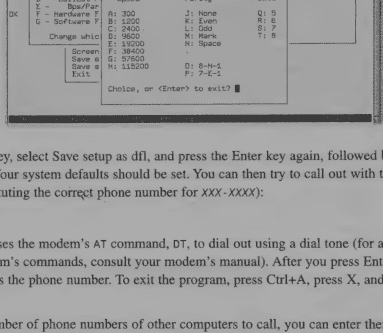 E - Bps/Par
OK F - Hardware F
G - Software F
Change whic
Screen
Save s
Save a
Exit
A: 300
B: 1200
C: 2400
D: 9600
E: 19200
F: 38400
G: 57600
H: 115200
J: None
K: Even
L: Odd
M: Mark
N: Space
O: 8-N-1
P: 7-E-1
Q: 5
R: 6
S: 7
T: 8
Choice, or <Enter> to exit?
ey, select Save setup as dfl, and press the Enter key again, followed
our system defaults should be set. You can then try to call out with t
tuting the correct phone number for XXX-XXXX):
ses the modem's AT command, DT, to dial out using a dial tone (for a
em's commands, consult your modem's manual). After you press Ent
s the phone number. To exit the program, press Ctrl+A, press X, and
mber of phone numbers of other computers to call, you can enter the